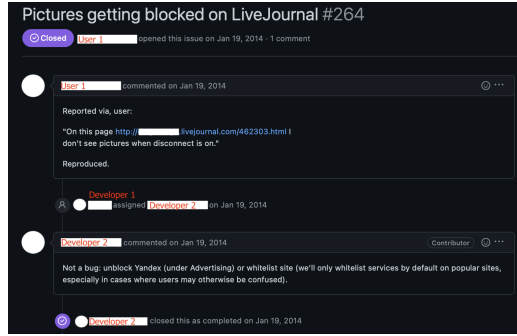 Pictures getting blocked on LiveJournal #264
Closed User 1 opened this issue on Jan 19, 2014 · 1 comment
User 1 commented on Jan 19, 2014
Reported via, user:
"On this page http:// .livejournal.com/462303.html I
don't see pictures when disconnect is on."
Reproduced.
Developer 1
assigned Developer 2 on Jan 19, 2014
Developer 2 commented on Jan 19, 2014 Contributor
Not a bug: unblock Yandex (under Advertising) or whitelist site (we'll only whitelist services by default on popular sites,
especially in cases where users may otherwise be confused).
Developer 2 closed this as completed on Jan 19, 2014